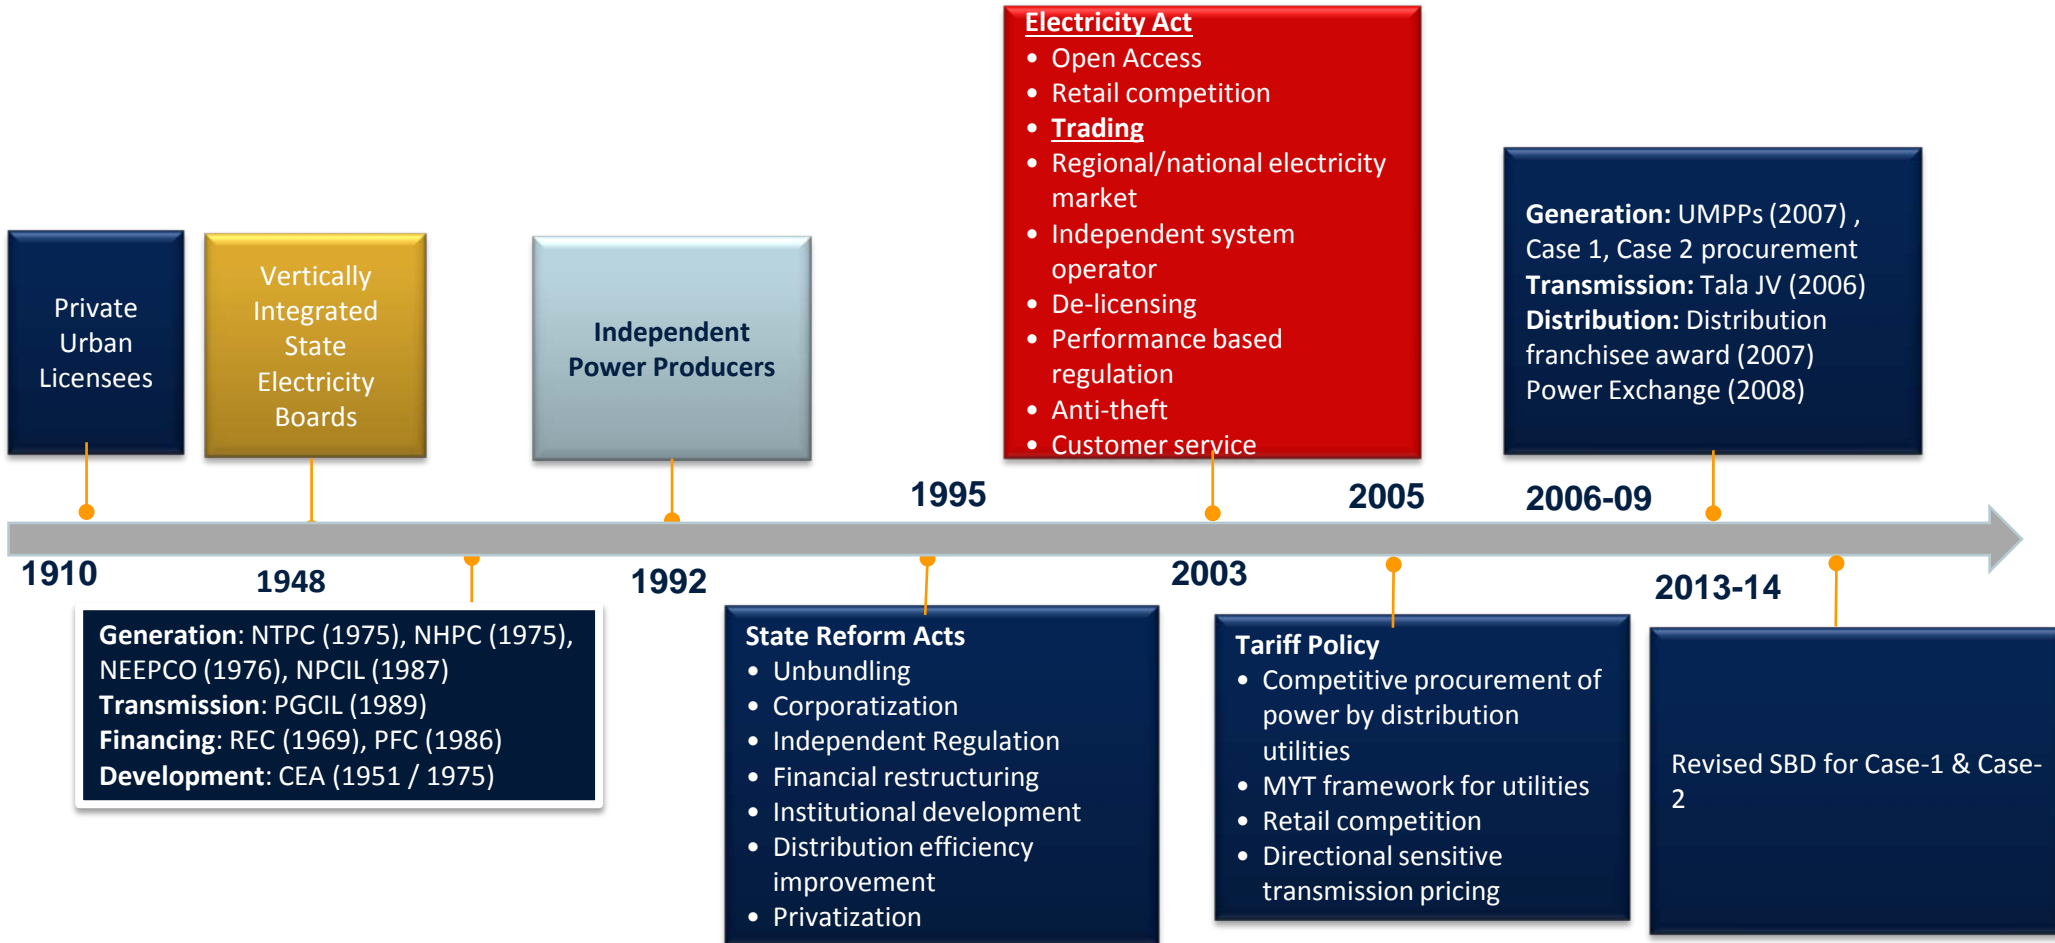 Private
Urban
Licensees
Vertically
Integrated
State
Electricity
Boards
Independent
Power Producers
Electricity Act
• Open Access
• Retail competition
• Trading
• Regional/national electricity
market
• Independent system
operator
• De-licensing
• Performance based
regulation
• Anti-theft
• Customer service
Generation: UMPPs (2007) ,
Case 1, Case 2 procurement
Transmission: Tala JV (2006)
Distribution: Distribution
franchisee award (2007)
Power Exchange (2008)
1995
2005
2006-09
1910
1948
1992
2003
2013-14
Generation: NTPC (1975), NHPC (1975),
NEEPCO (1976), NPCIL (1987)
Transmission: PGCIL (1989)
Financing: REC (1969), PFC (1986)
Development: CEA (1951 / 1975)
State Reform Acts
• Unbundling
• Corporatization
• Independent Regulation
• Financial restructuring
• Institutional development
• Distribution efficiency
improvement
• Privatization
Tariff Policy
• Competitive procurement of
power by distribution
utilities
• MYT framework for utilities
• Retail competition
• Directional sensitive
transmission pricing
Revised SBD for Case-1 & Case-
2